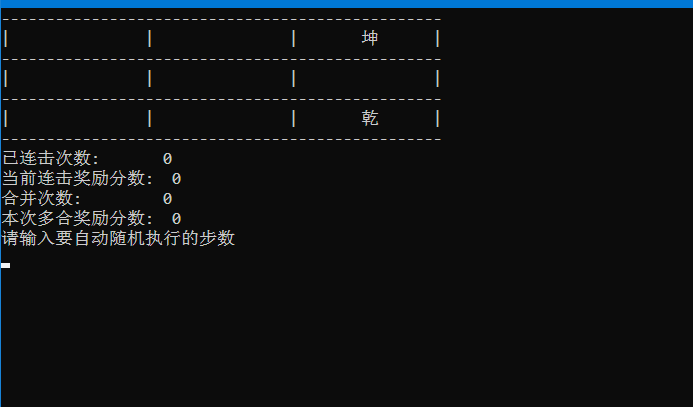 坤
乾
已连击次数: 0
当前连击奖励分数: 0
合并次数: 0
本次多合奖励分数: 0
请输入要自动随机执行的步数